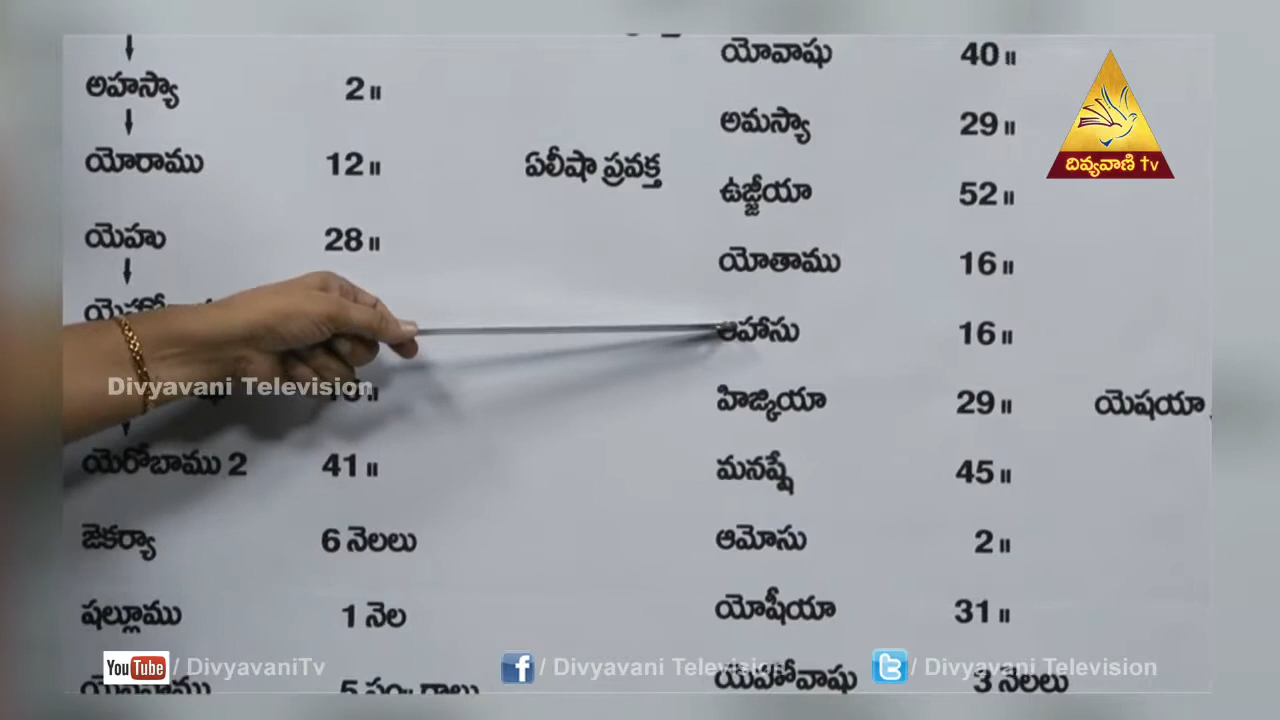 అహస్యా 2 ॥
యోరాము 12 ॥ ఏలీషా ప్రవక్త
యెహు 28 ॥
యెరోబాము 2 41 ॥
జెకర్యా 6 నెలలు
షల్లూము 1 నెల
యోవాషు 40 ॥
అమస్యా 29 ॥
ఉజ్జీయా 52 ॥
యోతాము 16 ॥
ఆహాసు 16 ॥
హిజ్కియా 29 ॥ యెషయా
మనష్షే 45 ॥
ఆమోసు 2 ॥
యోషీయా 31 ॥
యెహోవాషు 3 నెలలు
దివ్యవాణి tv
Divyavani Television
YouTube / DivyavaniTv
f / Divyavani Television
/ Divyavani Television